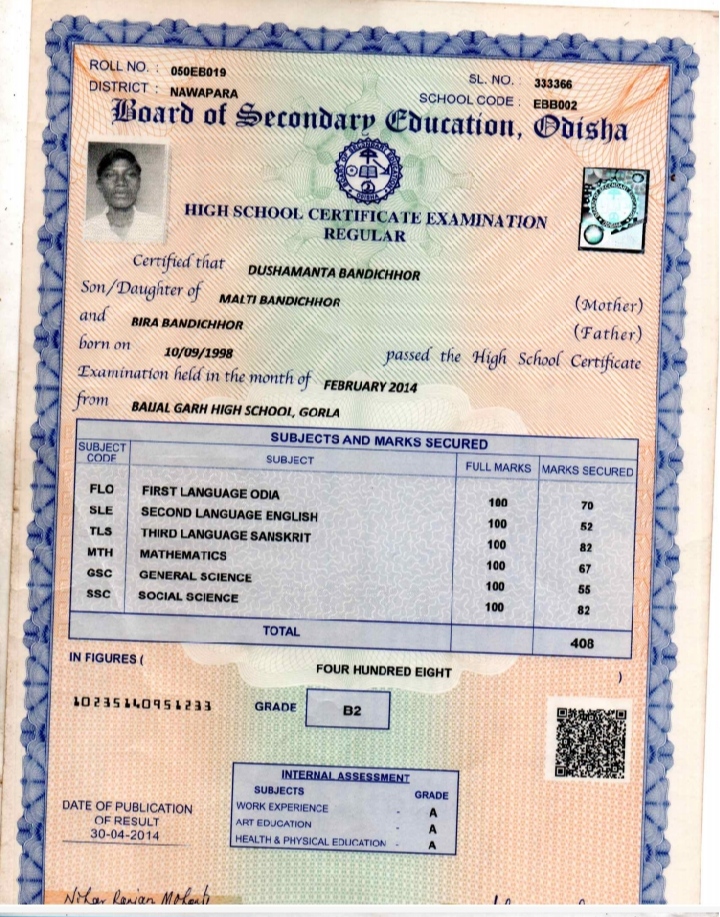 ROLL NO. : 050EB019
SL. NO. : 333366
DISTRICT : NAWAPARA
SCHOOL CODE : EBB002
Board of Secondary Education, Odisha
HIGH SCHOOL CERTIFICATE EXAMINATION
REGULAR
Certified that DUSHAMANTA BANDICHHOR
Son/Daughter of MALTI BANDICHHOR (Mother)
and BIRA BANDICHHOR (Father)
born on 10/09/1998 passed the High School Certificate
Examination held in the month of FEBRUARY 2014
from BAIJAL GARH HIGH SCHOOL, GORLA
SUBJECTS AND MARKS SECURED
SUBJECT CODE SUBJECT FULL MARKS MARKS SECURED
FLO FIRST LANGUAGE ODIA 100 70
SLE SECOND LANGUAGE ENGLISH 100 52
TLS THIRD LANGUAGE SANSKRIT 100 82
MTH MATHEMATICS 100 67
GSC GENERAL SCIENCE 100 55
SSC SOCIAL SCIENCE 100 82
TOTAL 408
IN FIGURES ( FOUR HUNDRED EIGHT )
10235140951233
GRADE B2
INTERNAL ASSESSMENT
SUBJECTS GRADE
WORK EXPERIENCE - A
ART EDUCATION - A
HEALTH & PHYSICAL EDUCATION - A
DATE OF PUBLICATION
OF RESULT
30-04-2014
Nihar Ranjan Mohanty